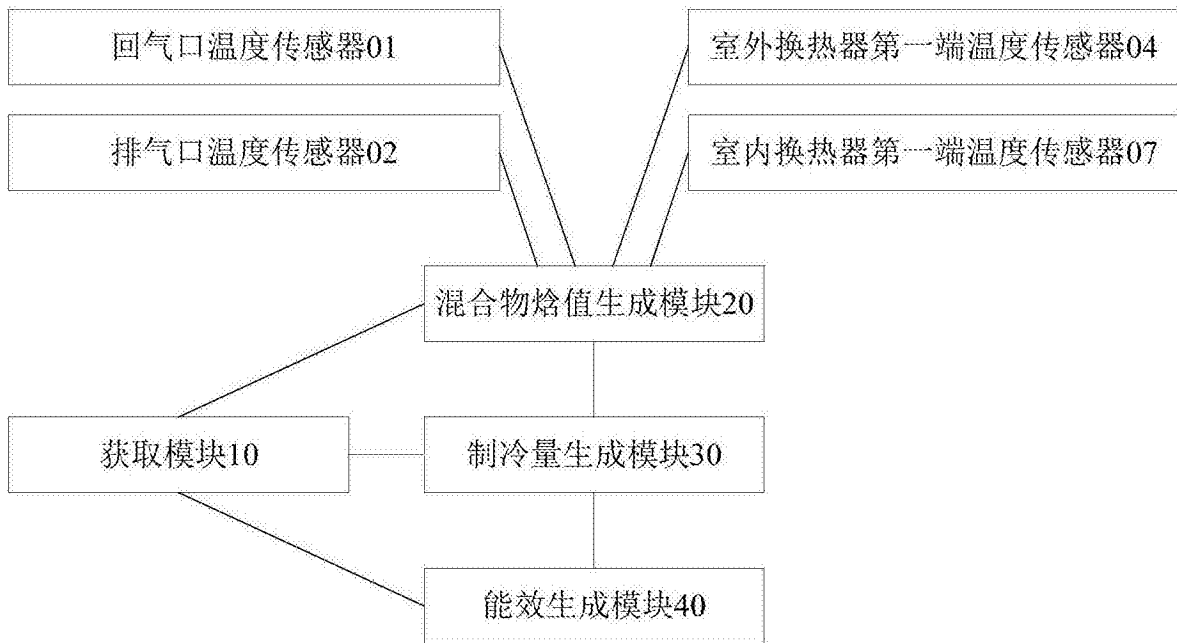 回气口温度传感器01
室外换热器第一端温度传感器04
排气口温度传感器02
室内换热器第一端温度传感器07
混合物焓值生成模块20
获取模块10
制冷量生成模块30
能效生成模块40